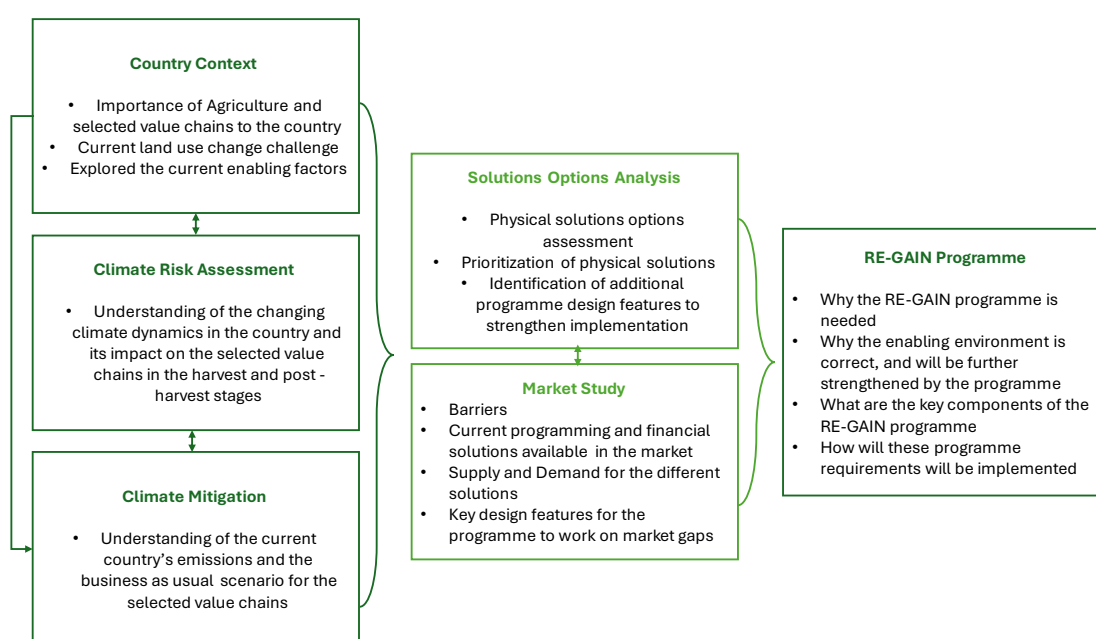 Country Context
• Importance of Agriculture and
selected value chains to the country
• Current land use change challenge
• Explored the current enabling factors
Climate Risk Assessment
• Understanding of the changing
climate dynamics in the country and
its impact on the selected value
chains in the harvest and post -
harvest stages
Climate Mitigation
• Understanding of the current
country's emissions and the
business as usual scenario for the
selected value chains
Solutions Options Analysis
• Physical solutions options
assessment
• Prioritization of physical solutions
• Identification of additional
programme design features to
strengthen implementation
Market Study
• Barriers
• Current programming and financial
solutions available in the market
• Supply and Demand for the different
solutions
• Key design features for the
programme to work on market gaps
RE-GAIN Programme
• Why the RE-GAIN programme is
needed
• Why the enabling environment is
correct, and will be further
strengthened by the programme
• What are the key components of the
RE-GAIN programme
• How will these programme
requirements will be implemented